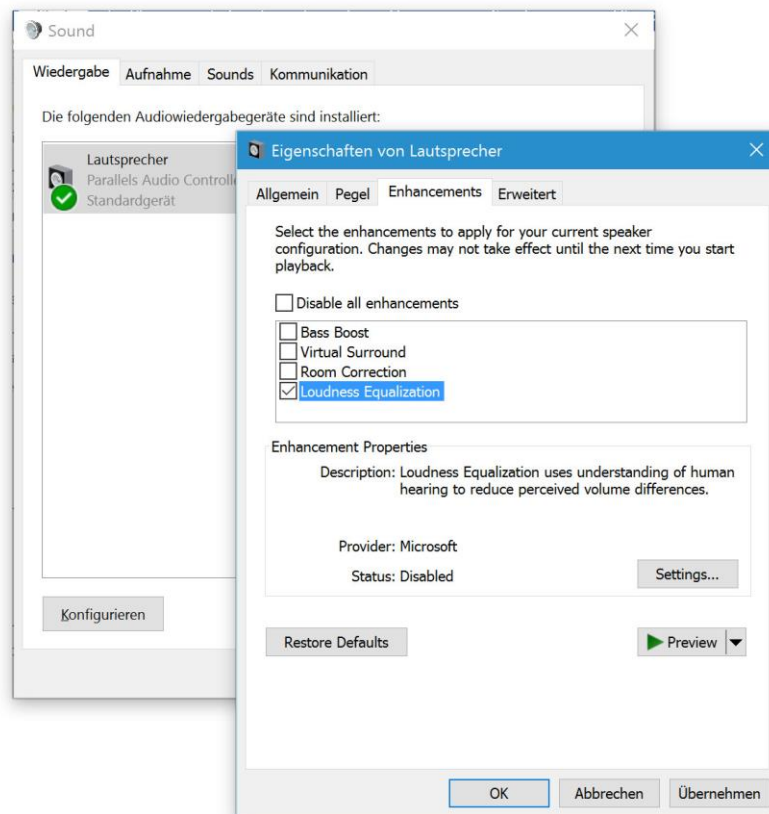 Sound
Wiedergabe Aufnahme Sounds Kommunikation
Die folgenden Audiowiedergabegeräte sind installiert:
Lautsprecher
Parallels Audio Controlle
Standardgerät
Konfigurieren
Eigenschaften von Lautsprecher
Allgemein Pegel Enhancements Erweitert
Select the enhancements to apply for your current speaker
configuration. Changes may not take effect until the next time you start
playback.
Disable all enhancements
Bass Boost
Virtual Surround
Room Correction
Loudness Equalization
Enhancement Properties
Description: Loudness Equalization uses understanding of human
hearing to reduce perceived volume differences.
Provider: Microsoft
Status: Disabled
Settings...
Restore Defaults
Preview
OK Abbrechen Übernehmen